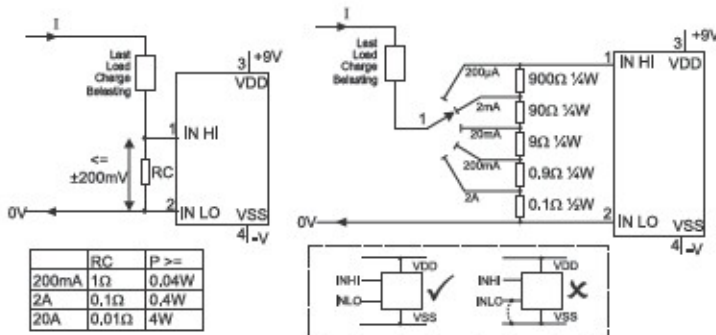 I
Last
Load
Charge
Belasting
3 +9V
VDD
1
IN HI
<=
±200mV
RC
0V
2
IN LO
VSS
4 -V
RC P >=
200mA 1Ω 0,04W
2A 0,1Ω 0,4W
20A 0,01Ω 4W
I
Last
Load
Charge
Belasting
1
200µA
2mA
20mA
200mA
2A
900Ω ¼W
90Ω ¼W
9Ω ¼W
0.9Ω ¼W
0.1Ω ½W
0V
3 +9V
1 IN HI
VDD
2 IN LO
VSS
4 -V
VDD
INHI
INLO
VSS
VDD
INHI
INLO
VSS